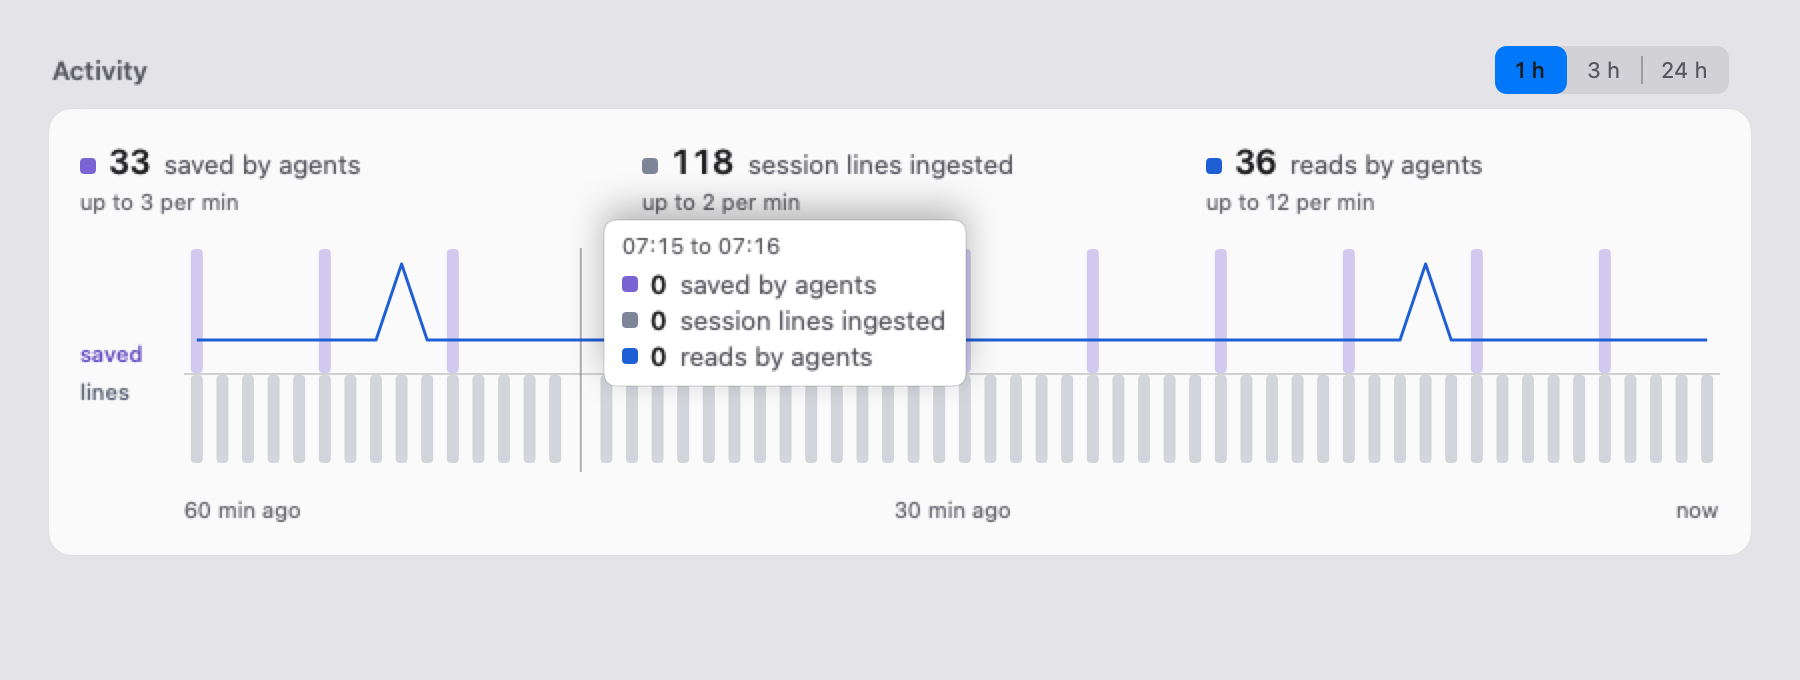 Activity
1 h
3 h
24 h
33 saved by agents
up to 3 per min
118 session lines ingested
up to 2 per min
36 reads by agents
up to 12 per min
07:15 to 07:16
0 saved by agents
0 session lines ingested
0 reads by agents
saved
lines
60 min ago
30 min ago
now